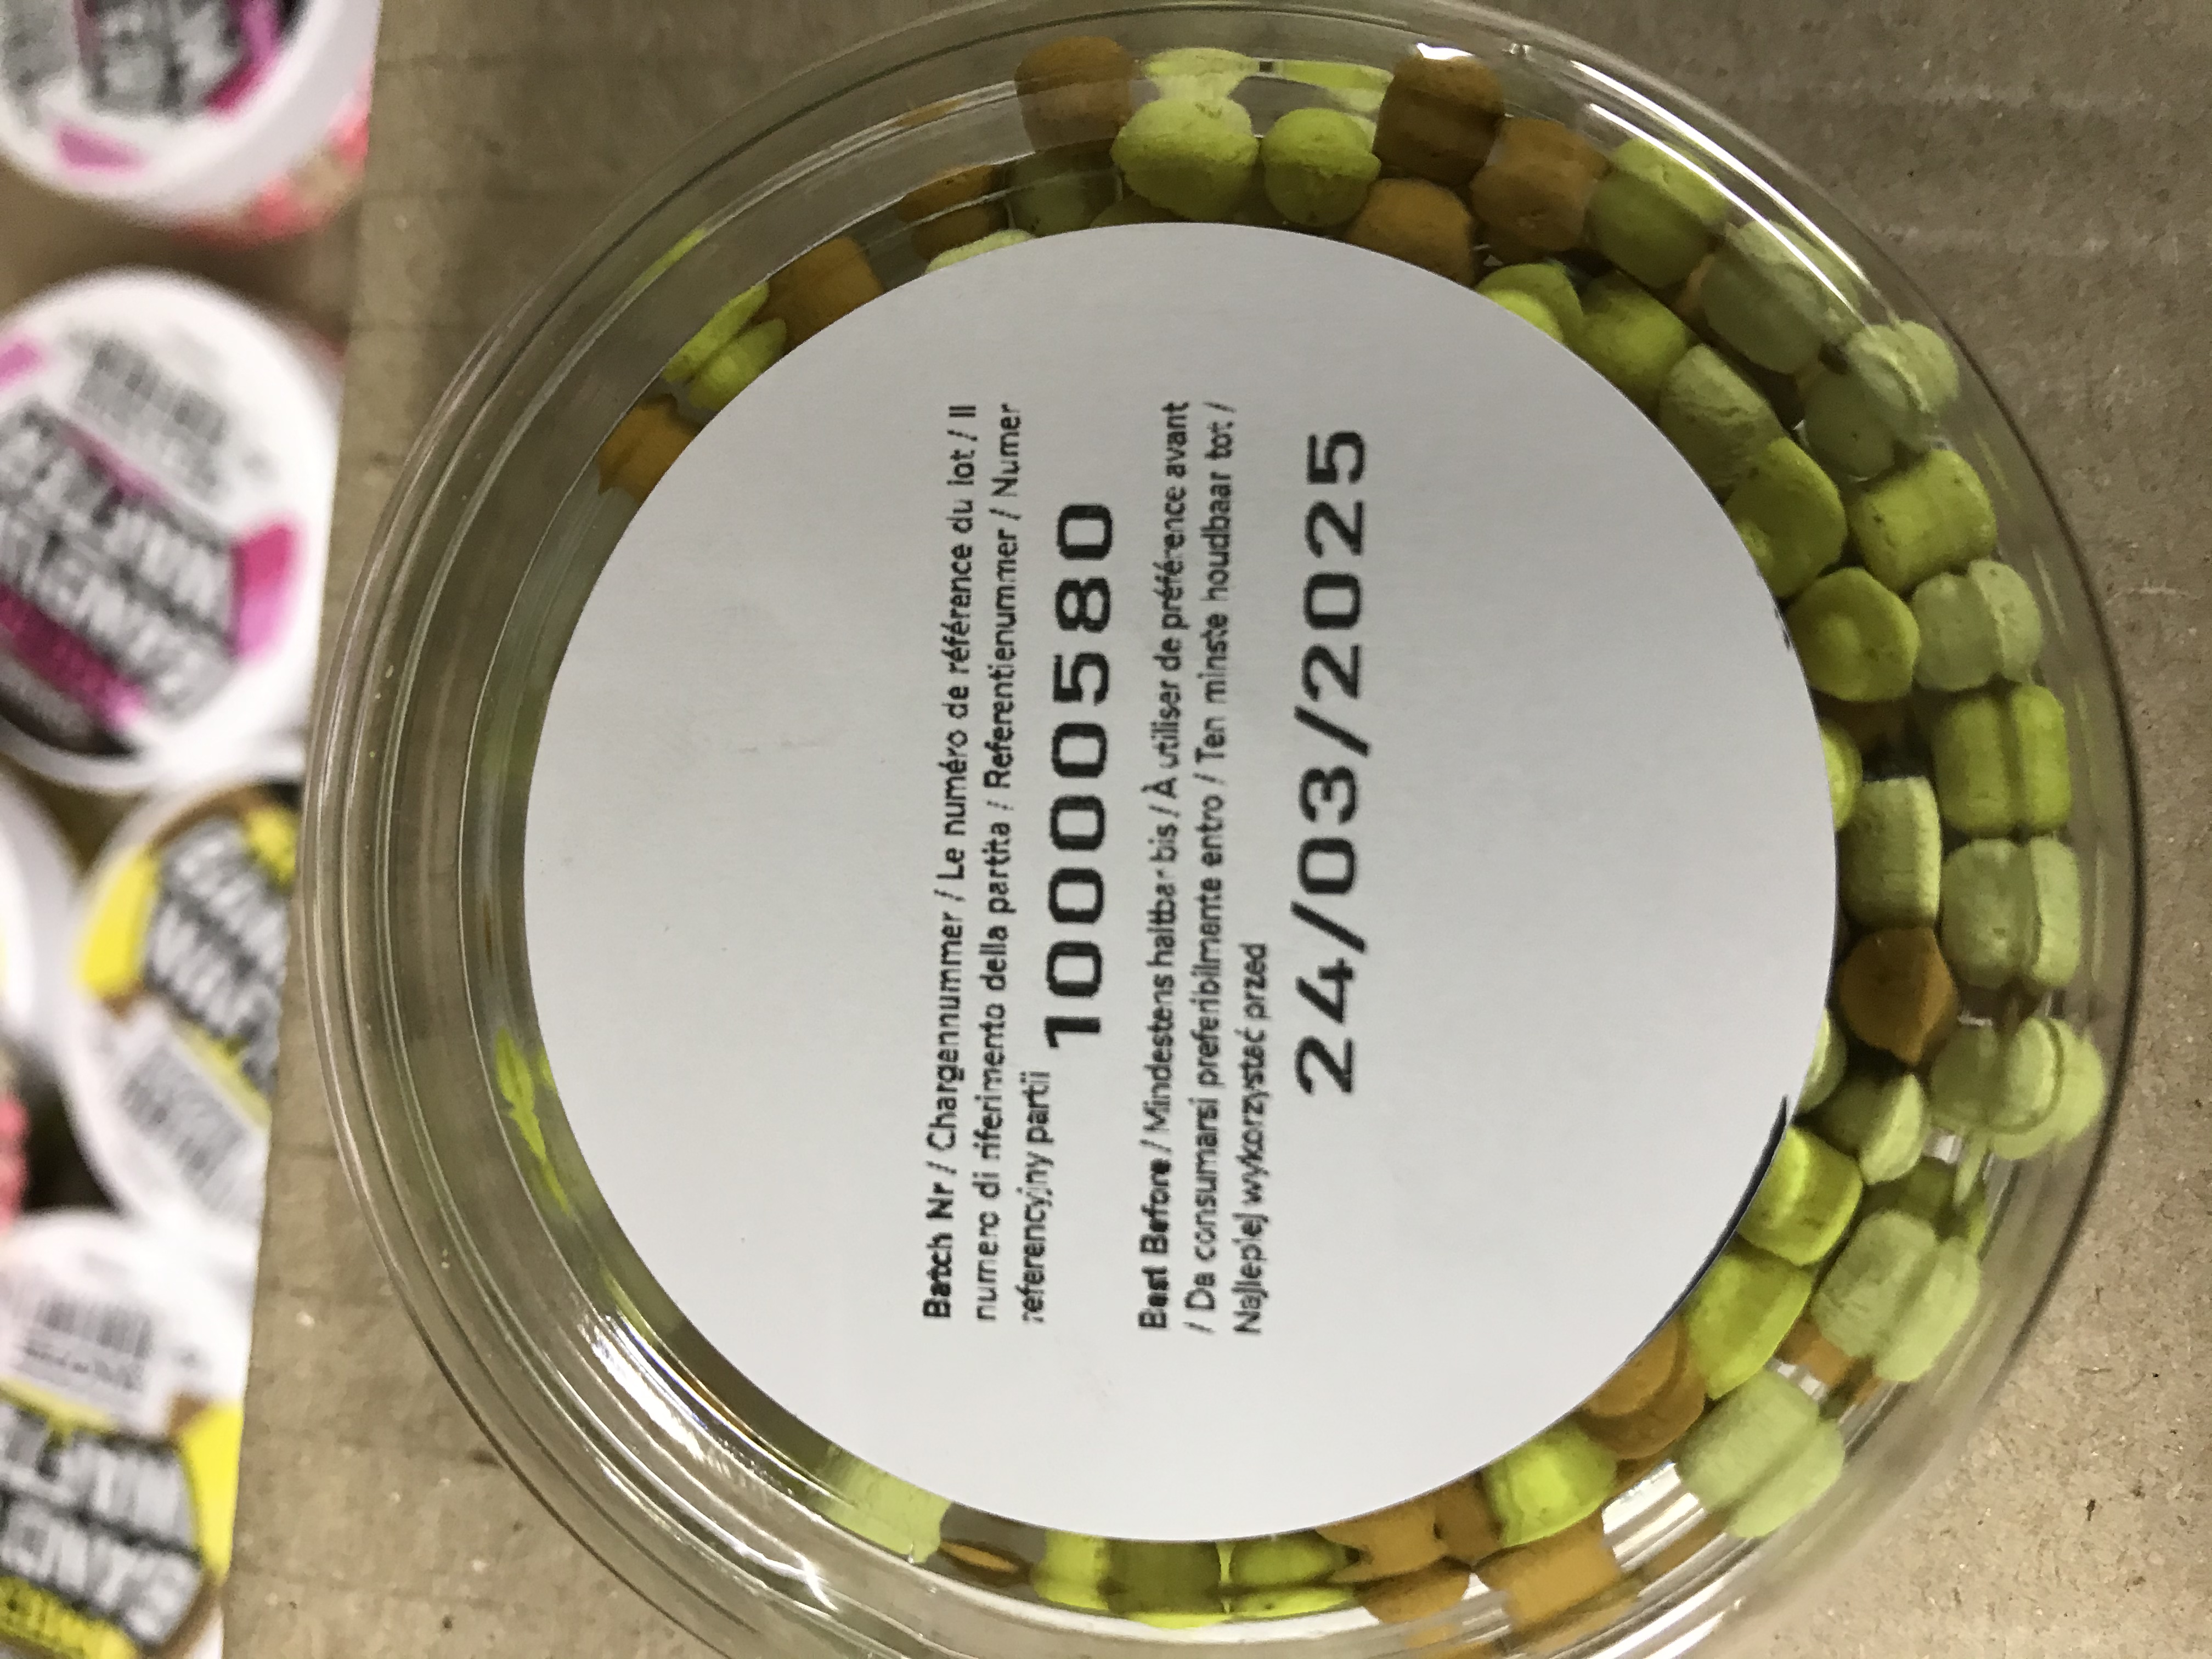 Batch Nr / Chargennummer / Le numéro de référence du lot / Il
numero di riferimento della partita / Referentienummer / Numer
referencyjny partii
1000580
Best Before / Mindestens haltbar bis / À utiliser de préférence avant
/ Da consumarsi preferibilmente entro / Ten minste houdbaar tot /
Najlepiej wykorzystać przed
24/03/2025